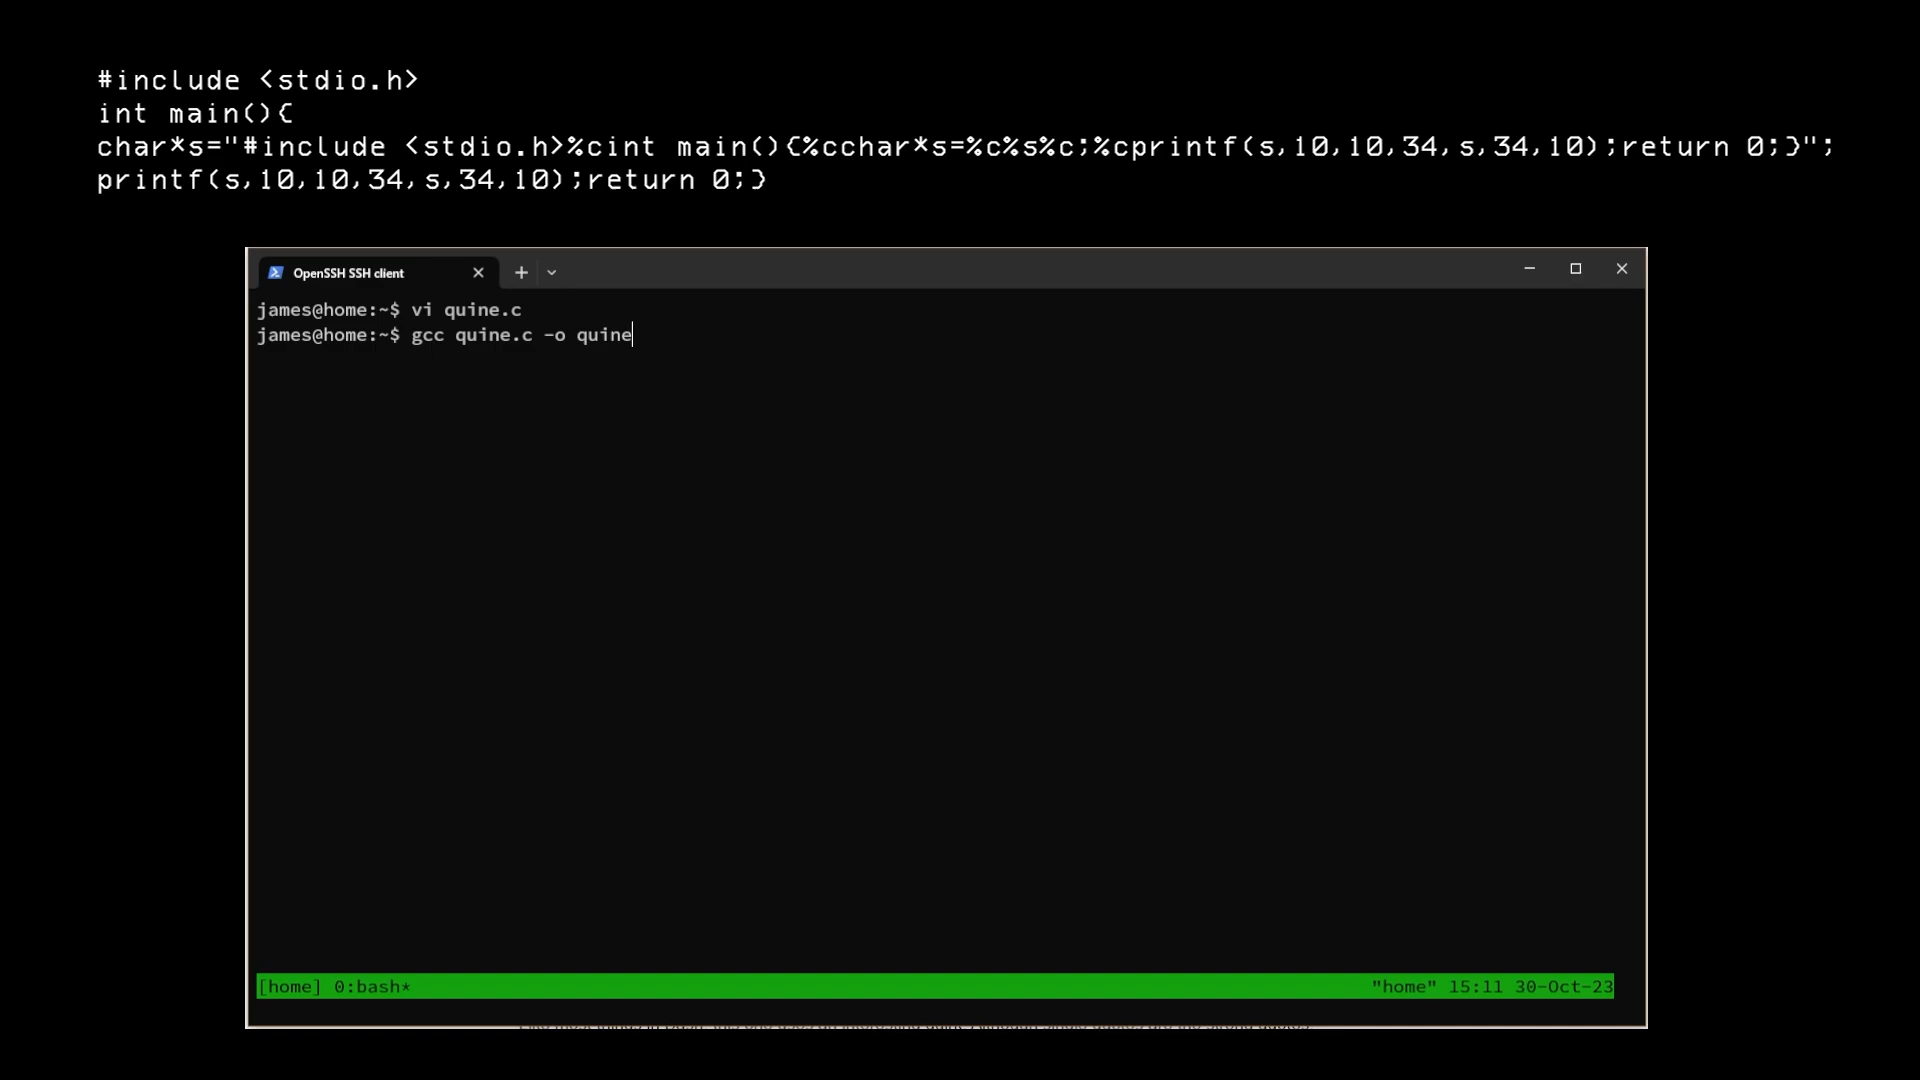 #include <stdio.h>
int main(){
char*s="#include <stdio.h>%cint main(){%cchar*s=%c%s%c;%cprintf(s,10,10,34,s,34,10);return 0;}";
printf(s,10,10,34,s,34,10);return 0;}
OpenSSH SSH client
james@home:~$ vi quine.c
james@home:~$ gcc quine.c -o quine
[home] 0:bash* "home" 15:11 30-Oct-23